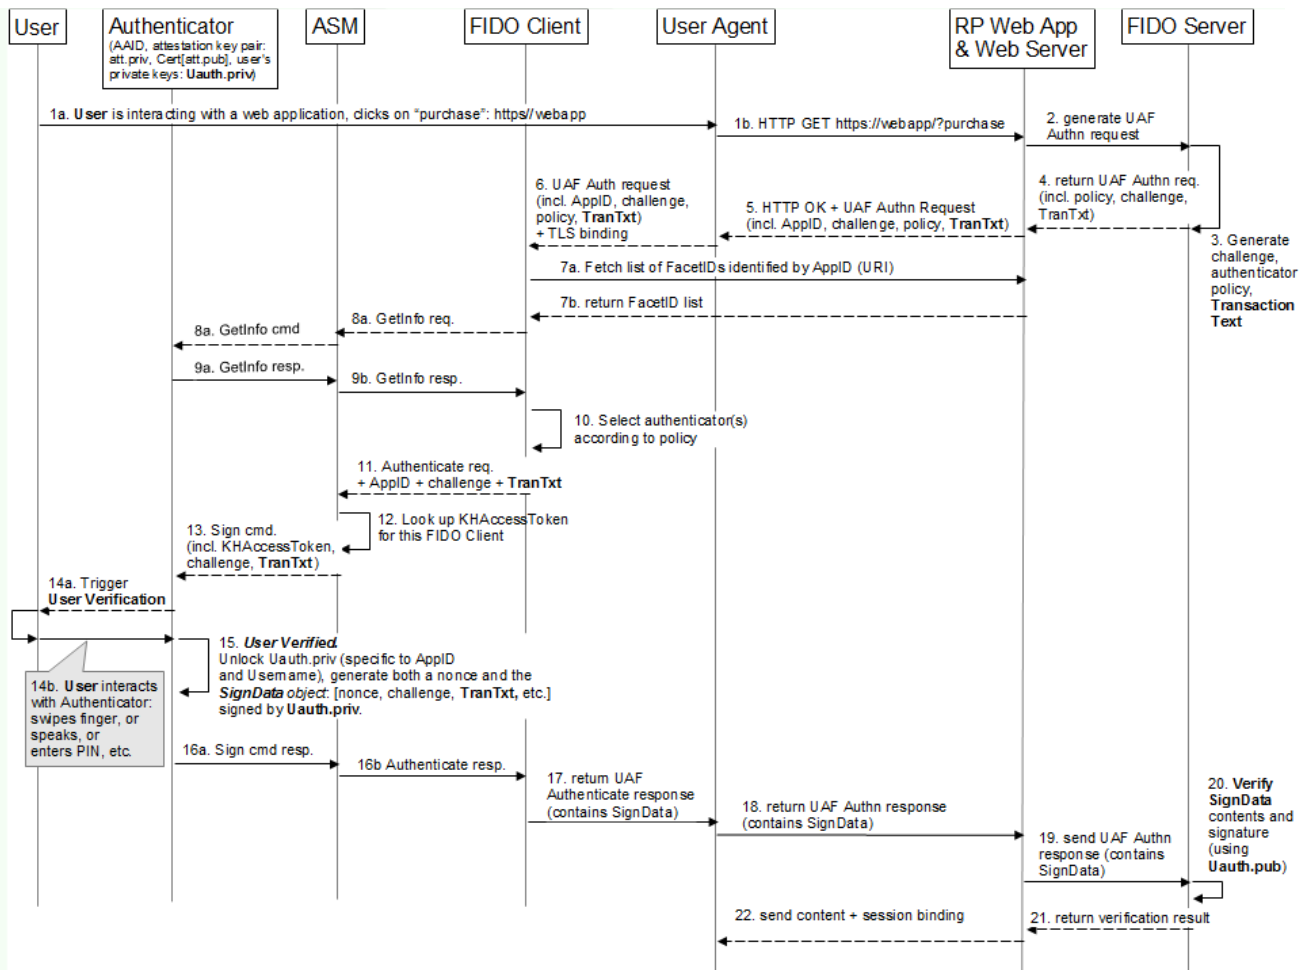 User
Authenticator
(AAID, attestation key pair:
att.priv, Cert[att.pub], user's
private keys: Uauth.priv)
ASM
FIDO Client
User Agent
RP Web App
& Web Server
FIDO Server
1a. User is interacting with a web application, clicks on "purchase": https//webapp
1b. HTTP GET https://webapp/?purchase
2. generate UAF
Authn request
3. Generate
challenge,
authenticator
policy,
Transaction
Text
4. return UAF Authn req.
(incl. policy, challenge,
TranTxt)
5. HTTP OK + UAF Authn Request
(incl. AppID, challenge, policy, TranTxt)
6. UAF Auth request
(incl. AppID, challenge,
policy, TranTxt)
+ TLS binding
7a. Fetch list of FacetIDs identified by AppID (URI)
7b. return FacetID list
8a. GetInfo req.
8a. GetInfo cmd
9a. GetInfo resp.
9b. GetInfo resp.
10. Select authenticator(s)
according to policy
11. Authenticate req.
+ AppID + challenge + TranTxt
12. Look up KHAccessToken
for this FIDO Client
13. Sign cmd.
(incl. KHAccessToken,
challenge, TranTxt)
14a. Trigger
User Verification
14b. User interacts
with Authenticator:
swipes finger, or
speaks, or
enters PIN, etc.
15. User Verified.
Unlock Uauth.priv (specific to AppID
and Username), generate both a nonce and the
SignData object: [nonce, challenge, TranTxt, etc.]
signed by Uauth.priv.
16a. Sign cmd resp.
16b Authenticate resp.
17. return UAF
Authenticate response
(contains SignData)
18. return UAF Authn response
(contains SignData)
19. send UAF Authn
response (contains
SignData)
20. Verify
SignData
contents and
signature
(using
Uauth.pub)
21. return verification result
22. send content + session binding